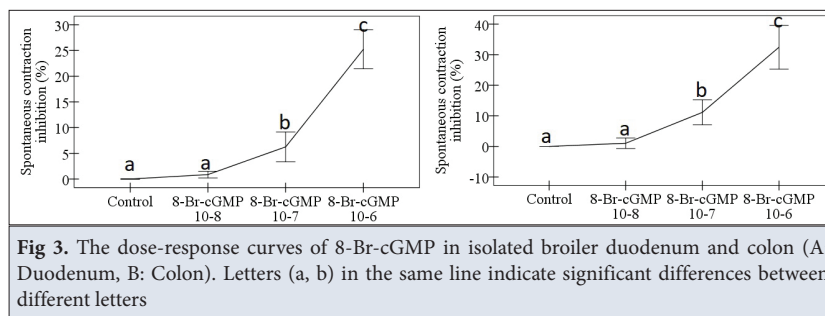 30
25
20
15
10
5
0
Spontaneous contraction
inhibition (%)
a
a
b
c
Control
8-Br-cGMP
10-8
8-Br-cGMP
10-7
8-Br-cGMP
10-6
40
30
20
10
0
-10
Spontaneous contraction
inhibition (%)
a
a
b
c
Control
8-Br-cGMP
10-8
8-Br-cGMP
10-7
8-Br-cGMP
10-6
Fig 3. The dose-response curves of 8-Br-cGMP in isolated broiler duodenum and colon (A:
Duodenum, B: Colon). Letters (a, b) in the same line indicate significant differences between
different letters